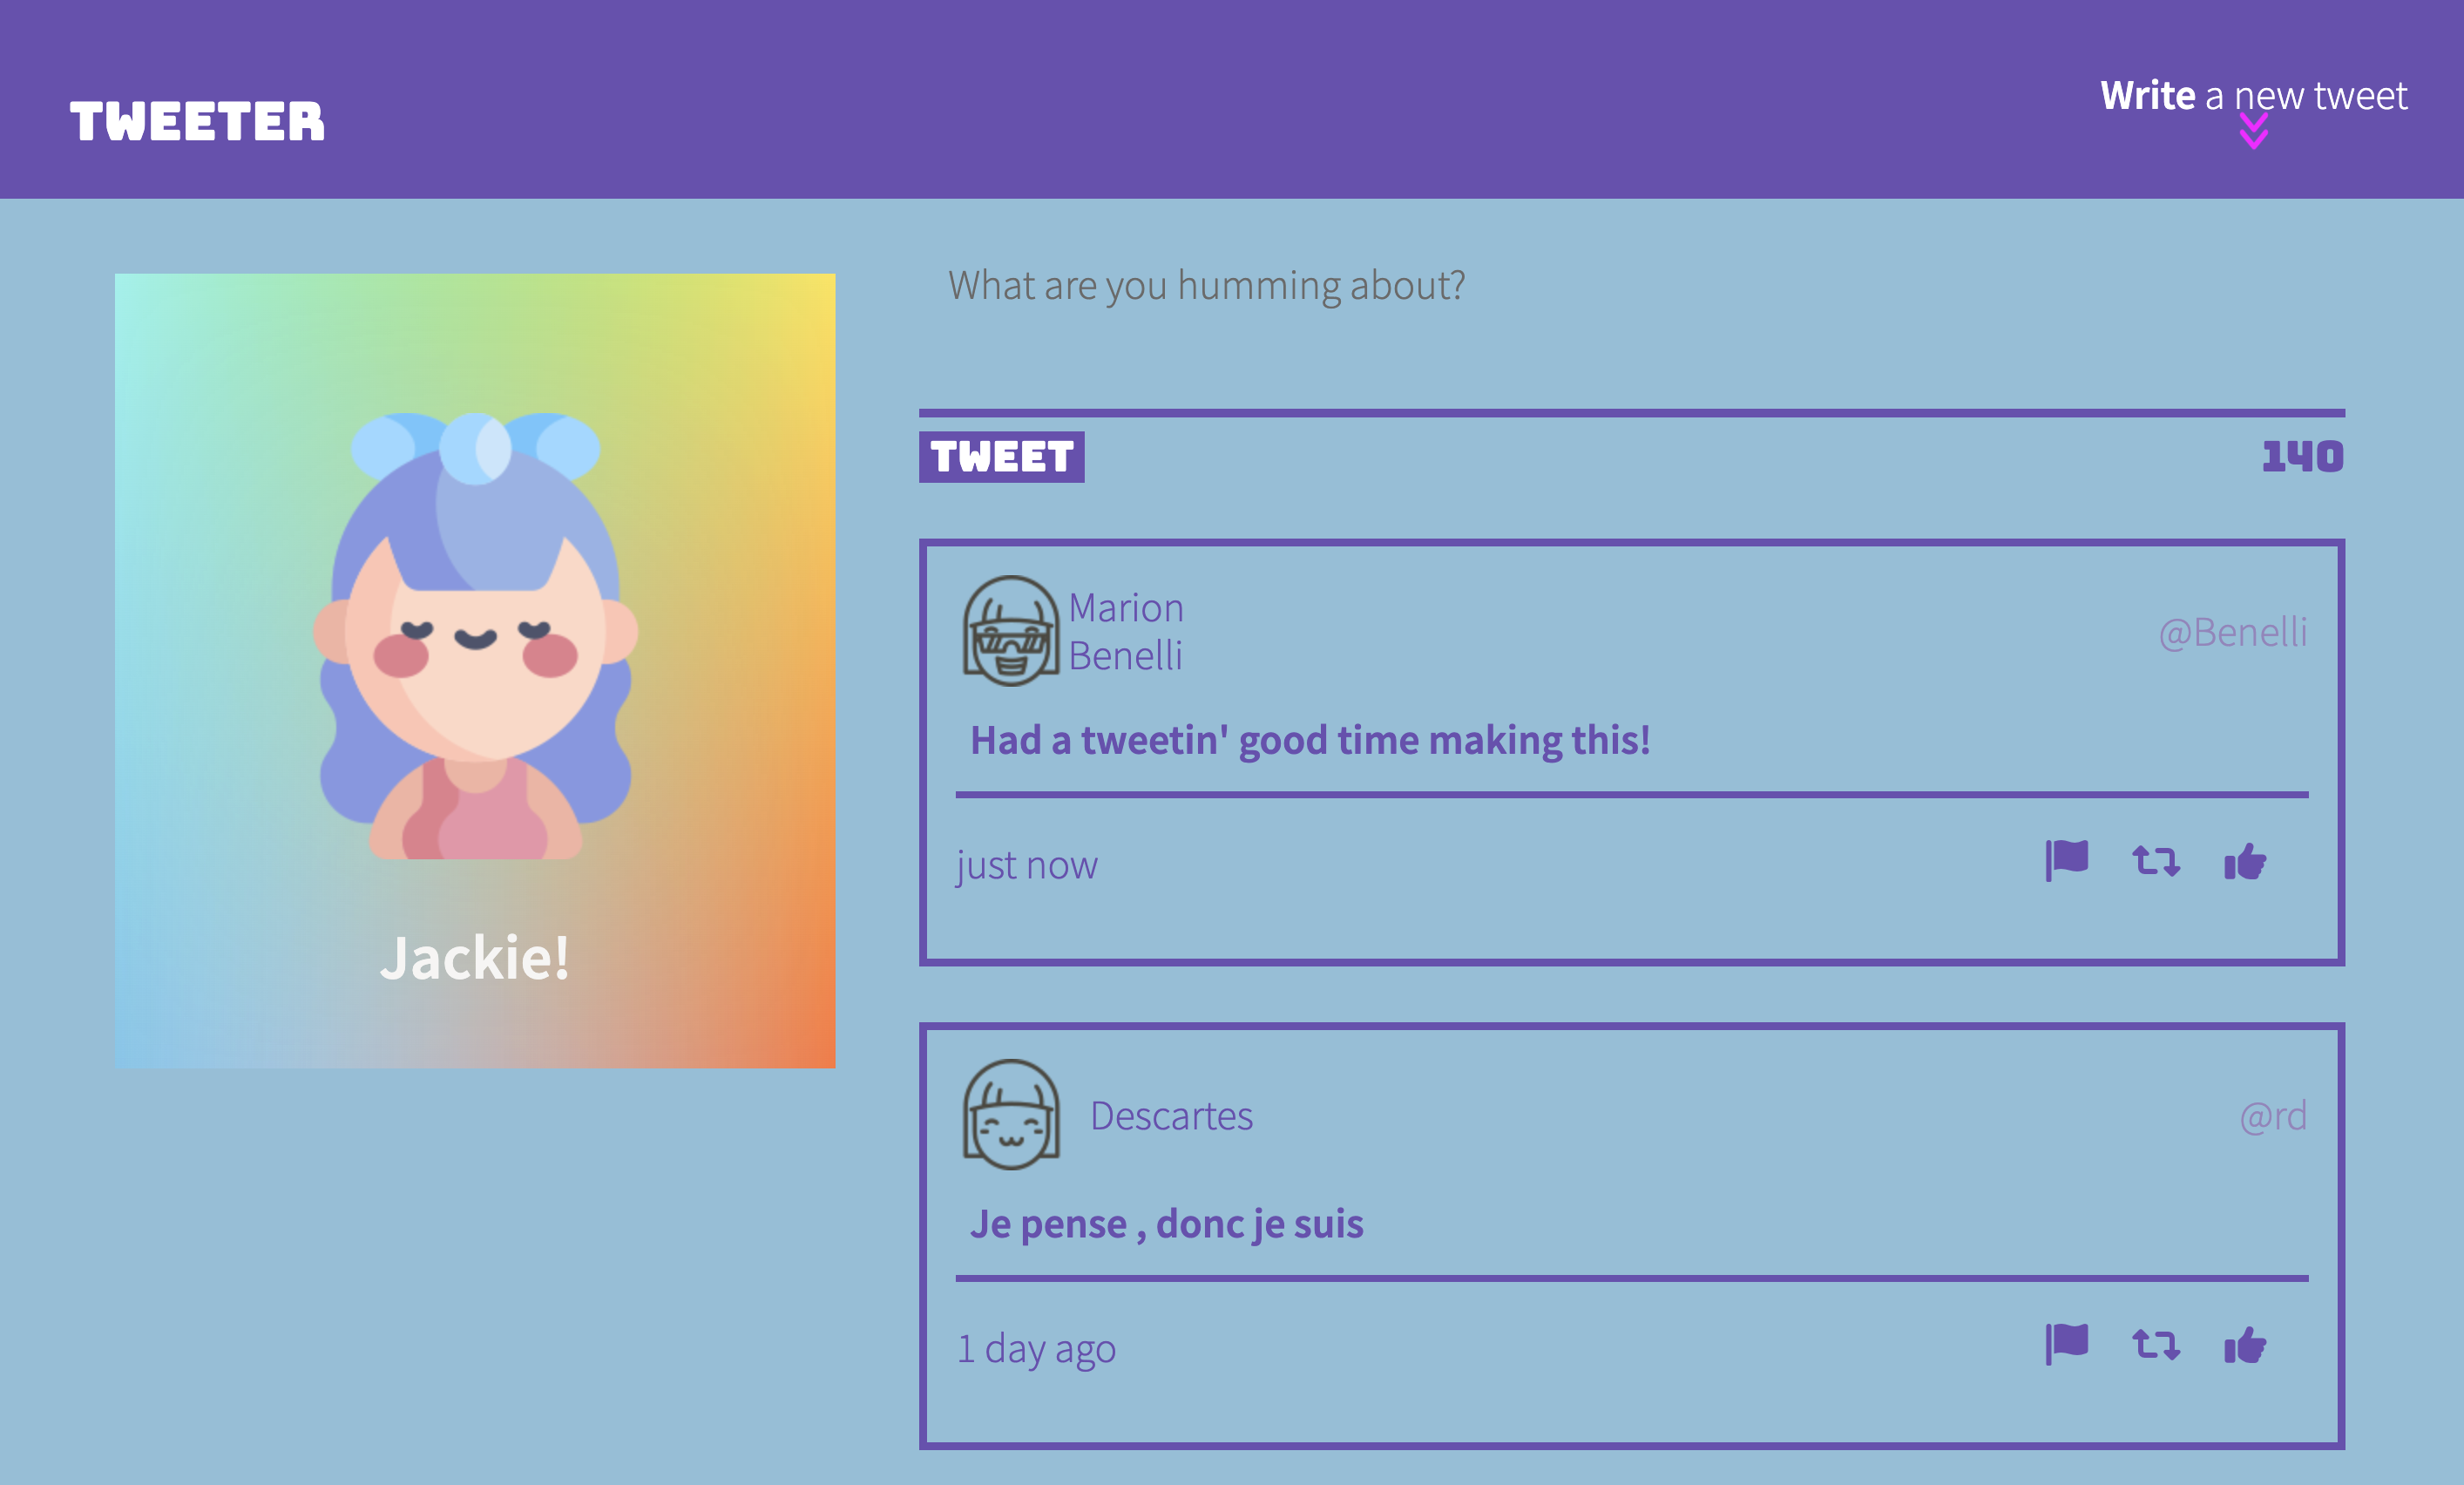 TWEETER
Write a new tweet
Jackie!
What are you humming about?
TWEET
140
Marion
Benelli
@Benelli
Had a tweetin' good time making this!
just now
Descartes
@rd
Je pense , donc je suis
1 day ago